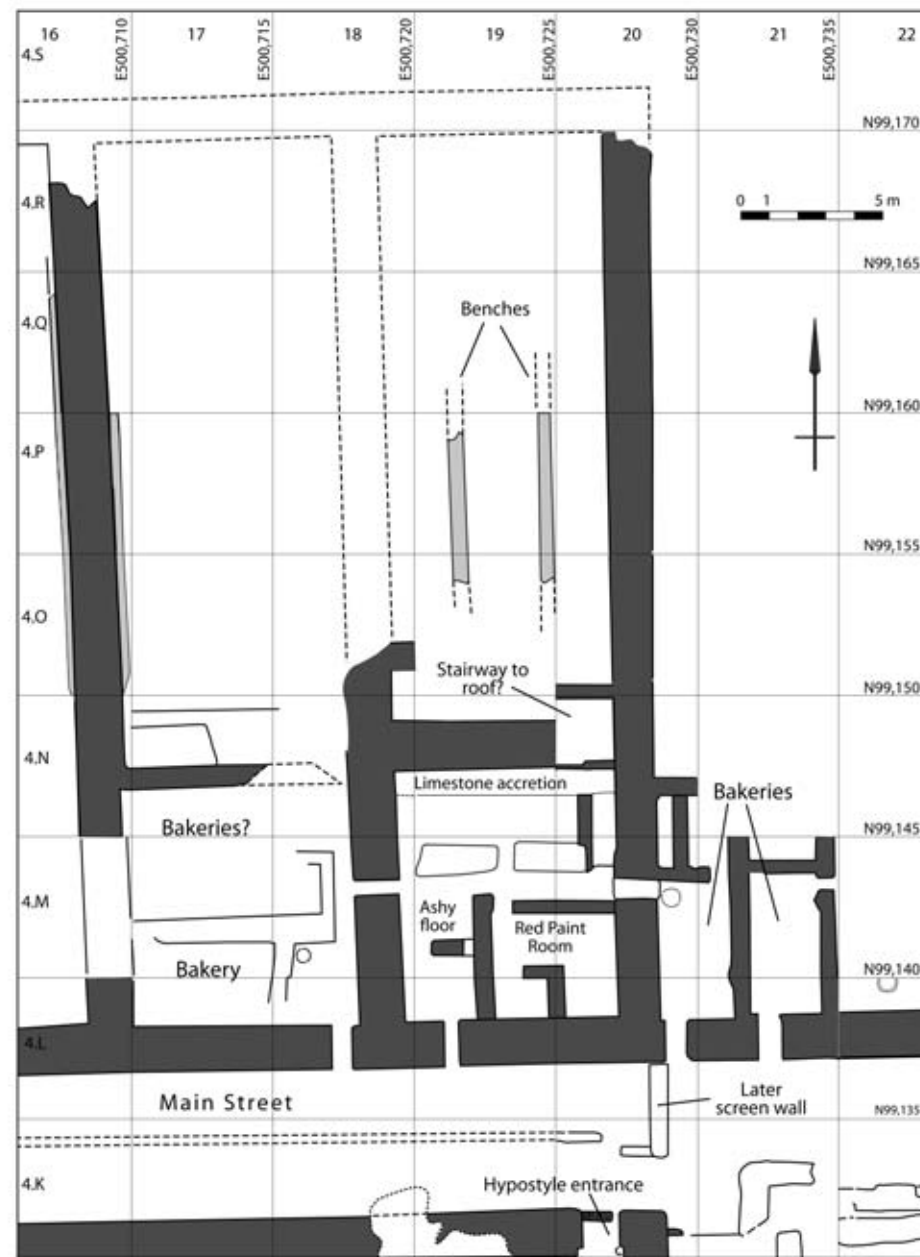 16
E500,710
17
E500,715
18
E500,720
19
E500,725
20
E500,730
21
E500,735
22
4.S
N99,170
4.R
0 1 5 m
N99,165
Benches
4.Q
N99,160
4.P
N99,155
4.O
Stairway to
roof?
N99,150
4.N
Limestone accretion
Bakeries
Bakeries?
N99,145
4.M
Ashy
floor
Red Paint
Room
Bakery
N99,140
4.L
Main Street
Later
screen wall
N99,135
4.K
Hypostyle entrance